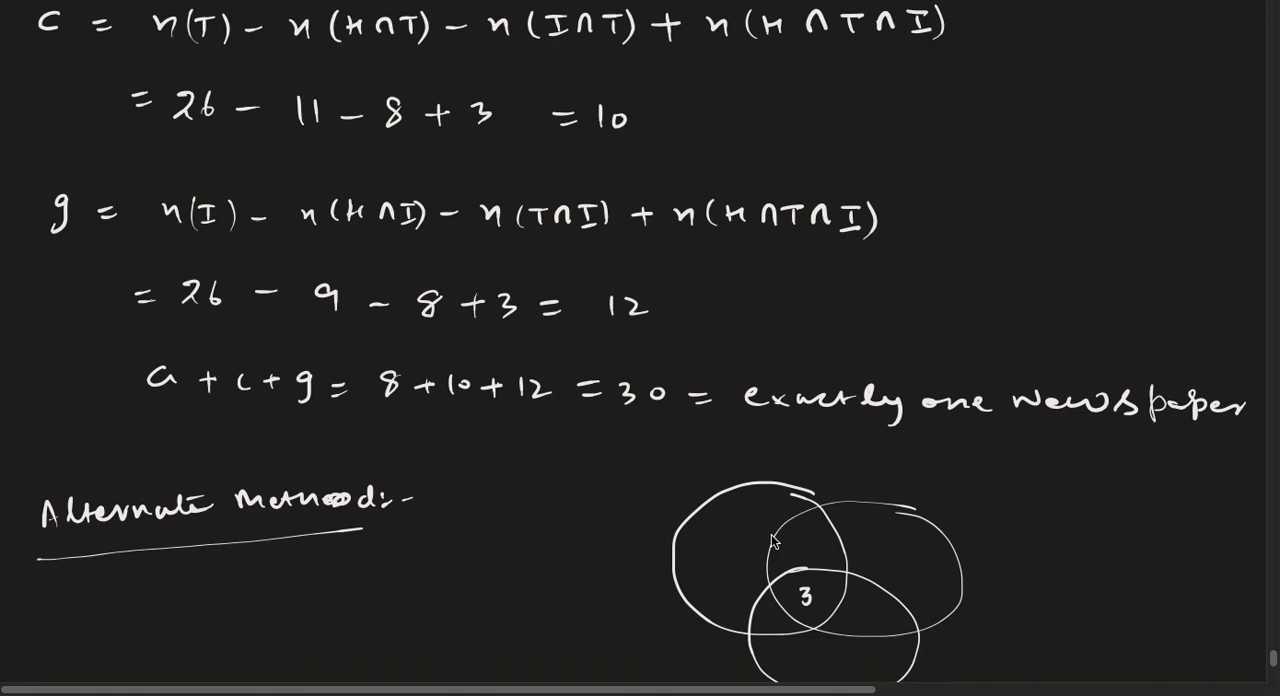 c = n(T) - n(H∩T) - n(I∩T) + n(H∩T∩I)
= 26 - 11 - 8 + 3 = 10
g = n(I) - n(H∩I) - n(T∩I) + n(H∩T∩I)
= 26 - 9 - 8 + 3 = 12
a + c + g = 8 + 10 + 12 = 30 = exactly one Newspaper
Alternate Method:-
3